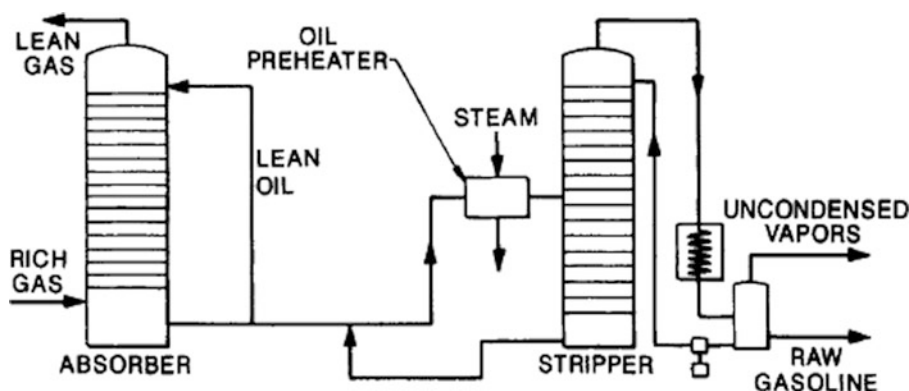 LEAN
GAS
OIL
PREHEATER
STEAM
LEAN
OIL
UNCONDENSED
VAPORS
RICH
GAS
ABSORBER
STRIPPER
RAW
GASOLINE